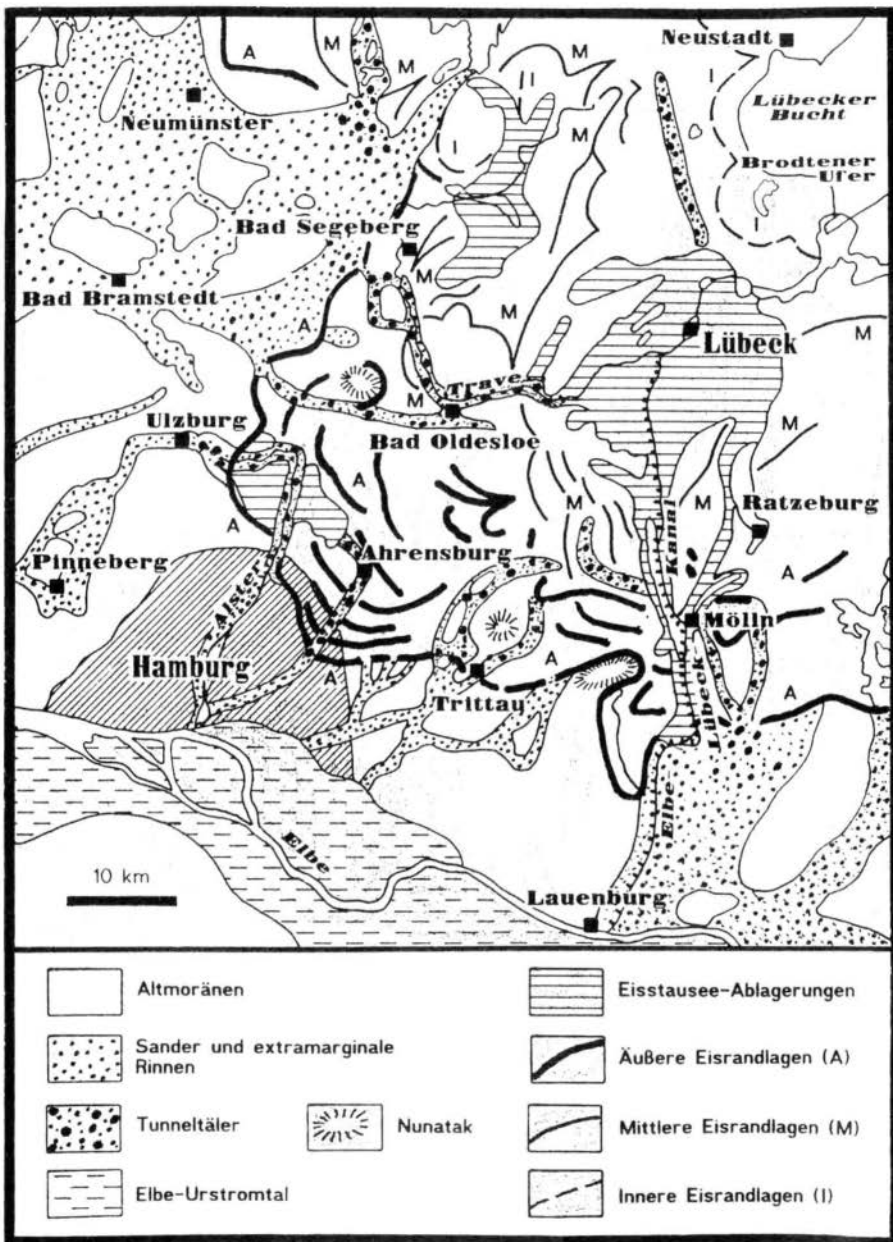 A
M
M
Neustadt
I
I
Neumünster
M
Lübecker
Bucht
I
Brodtener
Ufer
I
Bad Segeberg
M
Bad Bramstedt
A
M
M
Lübeck
M
M
Trave
Ulzburg
Bad Oldesloe
M
A
A
M
M
Ratzeburg
Kanal
Pinneberg
Ahrensburg
Alster
A
Mölln
Hamburg
A
A
Trittau
Lübeck
A
Elbe
Elbe
10 km
Lauenburg
Altmoränen
Eisstausee-Ablagerungen
Sander und extramarginale
Rinnen
Äußere Eisrandlagen (A)
Tunneltäler
Nunatak
Mittlere Eisrandlagen (M)
Elbe-Urstromtal
Innere Eisrandlagen (I)